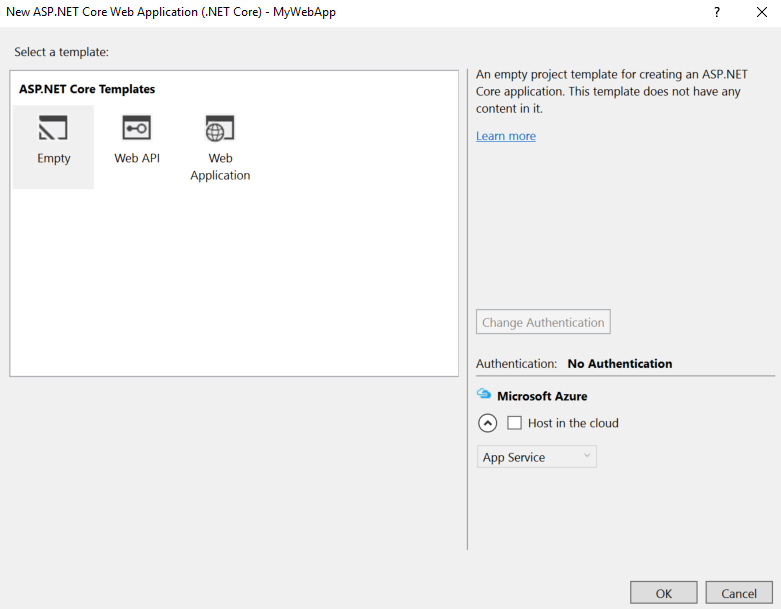 New ASP.NET Core Web Application (.NET Core) - MyWebApp
?
Select a template:
ASP.NET Core Templates
Empty
Web API
Web
Application
An empty project template for creating an ASP.NET
Core application. This template does not have any
content in it.
Learn more
Change Authentication
Authentication: No Authentication
Microsoft Azure
Host in the cloud
App Service
OK
Cancel